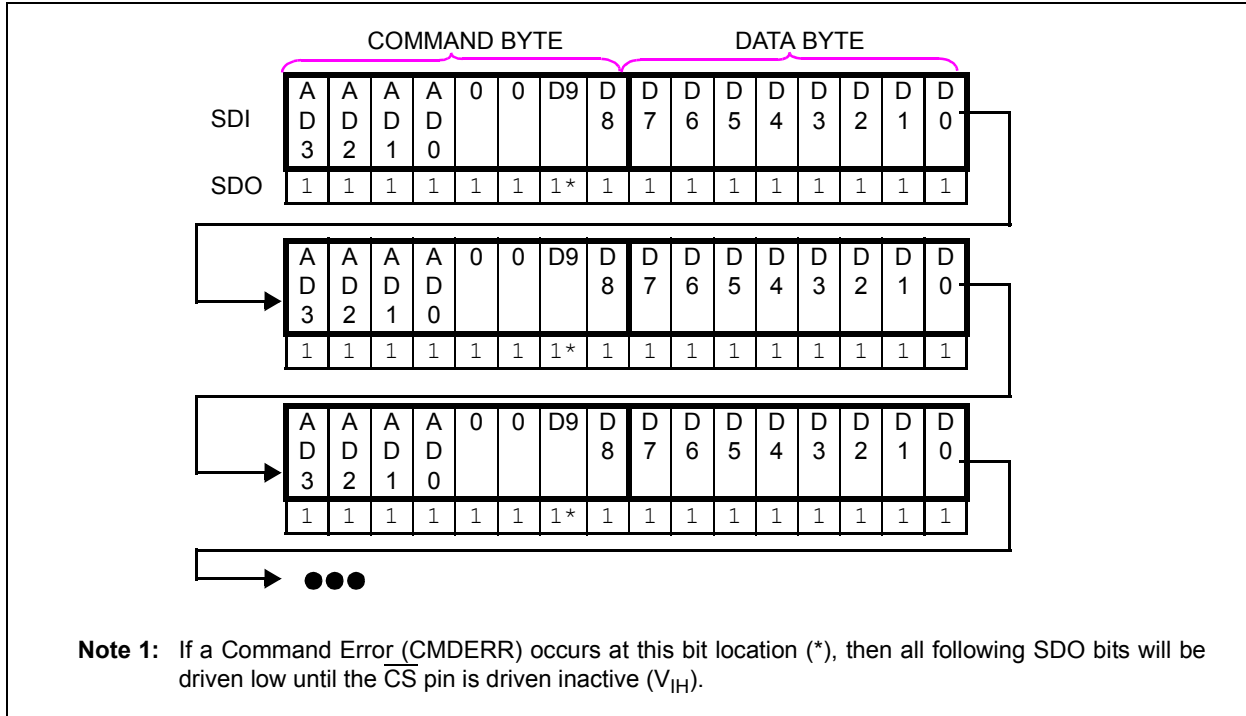 COMMAND BYTE DATA BYTE
SDI A A A A 0 0 D9 D D D D D D D D D
D D D D 8 7 6 5 4 3 2 1 0
3 2 1 0
SDO 1 1 1 1 1 1 1* 1 1 1 1 1 1 1 1 1
A A A A 0 0 D9 D D D D D D D D D
D D D D 8 7 6 5 4 3 2 1 0
3 2 1 0
1 1 1 1 1 1 1* 1 1 1 1 1 1 1 1 1
A A A A 0 0 D9 D D D D D D D D D
D D D D 8 7 6 5 4 3 2 1 0
3 2 1 0
1 1 1 1 1 1 1* 1 1 1 1 1 1 1 1 1
●●●
Note 1: If a Command Error (CMDERR) occurs at this bit location (*), then all following SDO bits will be
driven low until the CS pin is driven inactive (VIH).